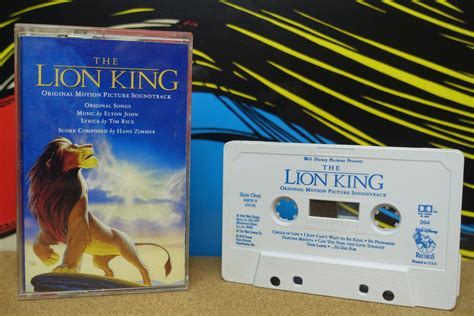 THE
LION KING
ORIGINAL MOTION PICTURE SOUNDTRACK
ORIGINAL SONGS
MUSIC by ELTON JOHN
LYRICS by TIM RICE
SCORE COMPOSED by HANS ZIMMER
Walt Disney Pictures Presents
THE
LION KING
ORIGINAL MOTION PICTURE SOUNDTRACK
SIDE ONE
CIRCLE OF LIFE • I JUST CAN'T WAIT TO BE KING • BE PREPARED
HAKUNA MATATA • CAN YOU FEEL THE LOVE TONIGHT
THIS LAND • ...TO DIE FOR
Walt Disney
RECORDS